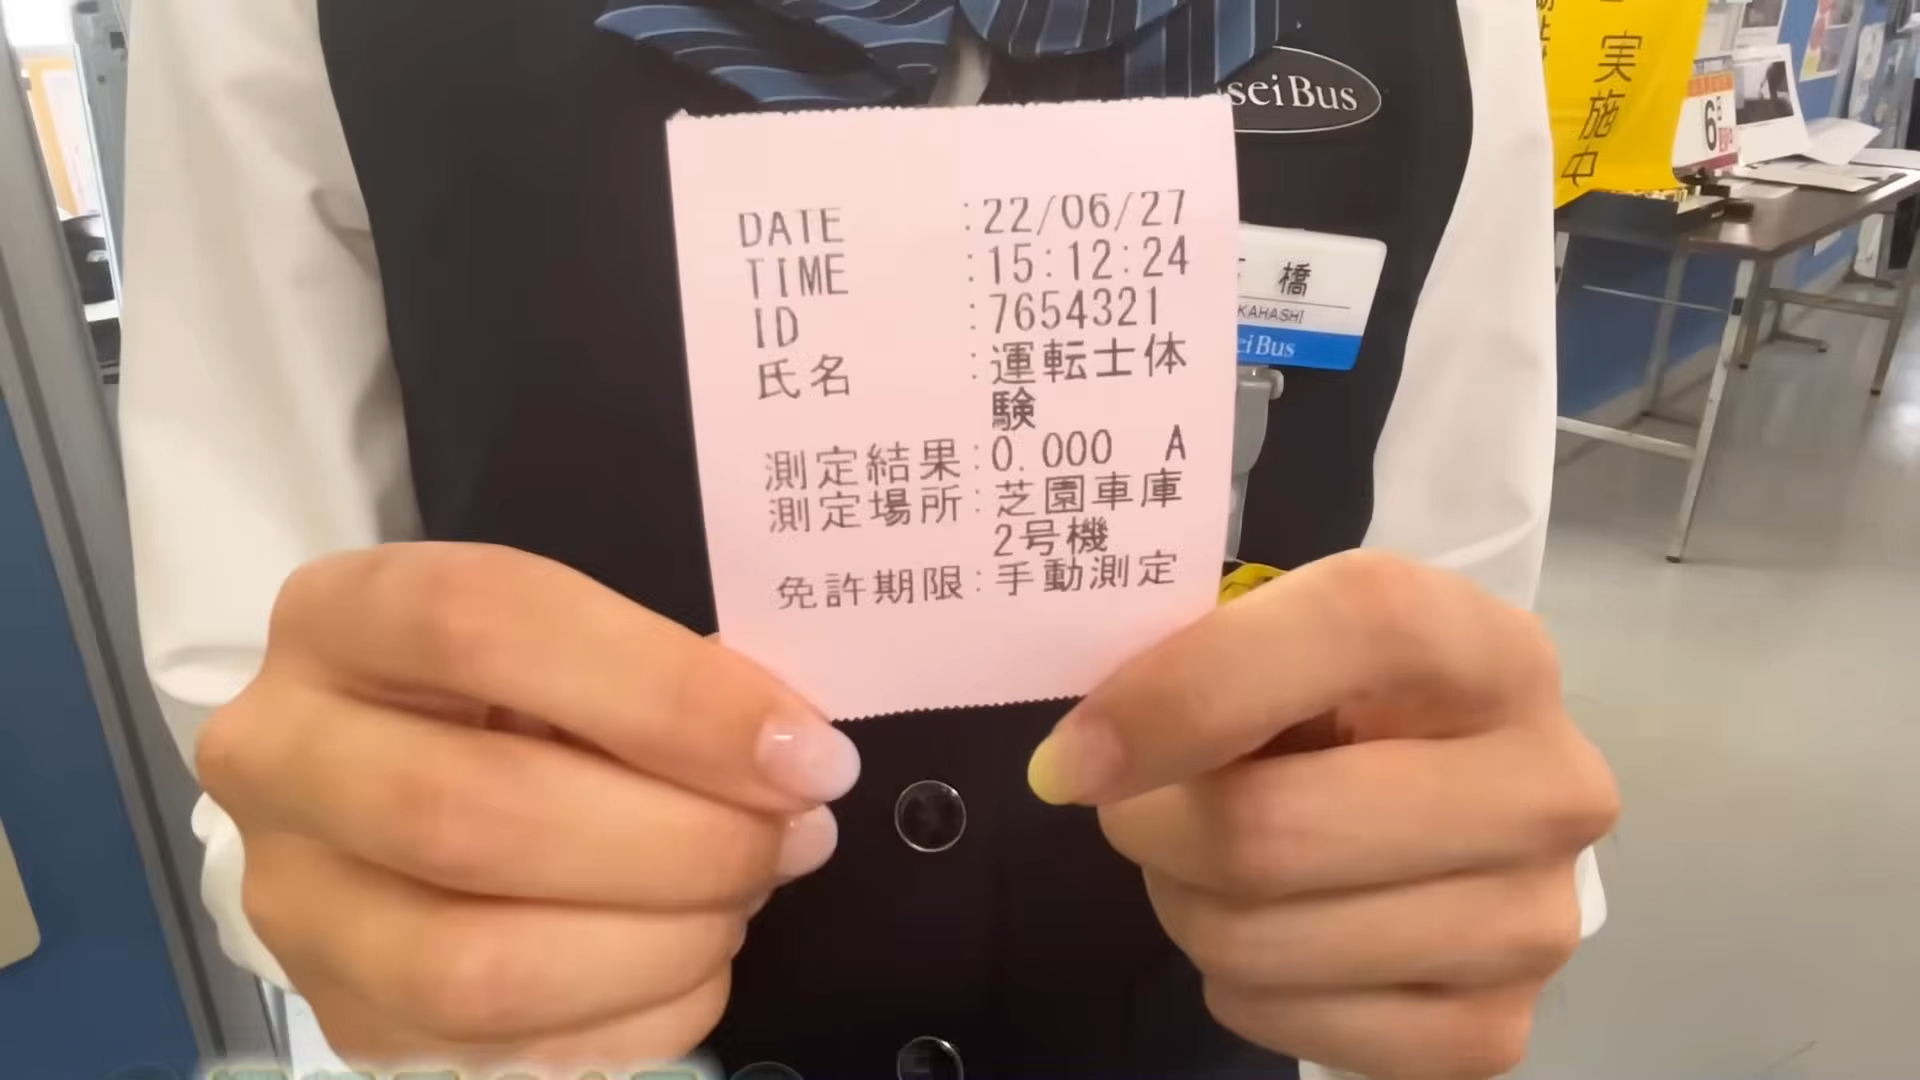 seiBus
DATE :22/06/27
TIME :15:12:24
ID :7654321
氏名 :運転士体
験
測定結果:0.000 A
測定場所:芝園車庫
2号機
免許期限:手動測定
橋
KAHASHI
eiBus
実施中
6